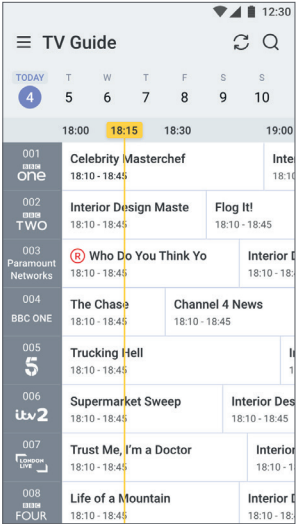 12:30
TV Guide
TODAY T W T F S S
4 5 6 7 8 9 10
18:00 18:15 18:30 19:00
001
BBC
one
Celebrity Masterchef
18:10 - 18:45
Inte
18:10
002
BBC
TWO
Interior Design Maste
18:10 - 18:45
Flog It!
18:10 - 18:45
003
Paramount
Networks
R Who Do You Think Yo
18:10 - 18:45
Interior D
18:10 - 18:
004
BBC ONE
The Chase
18:10 - 18:45
Channel 4 News
18:10 - 18:45
005
5
Trucking Hell
18:10 - 18:45
I
1
006
itv2
Supermarket Sweep
18:10 - 18:45
Interior Des
18:10 - 18:45
007
LONDON
LIVE
Trust Me, I'm a Doctor
18:10 - 18:45
Interior
18:10 - 1
008
BBC
FOUR
Life of a Mountain
18:10 - 18:45
Interior D
18:10 - 18: